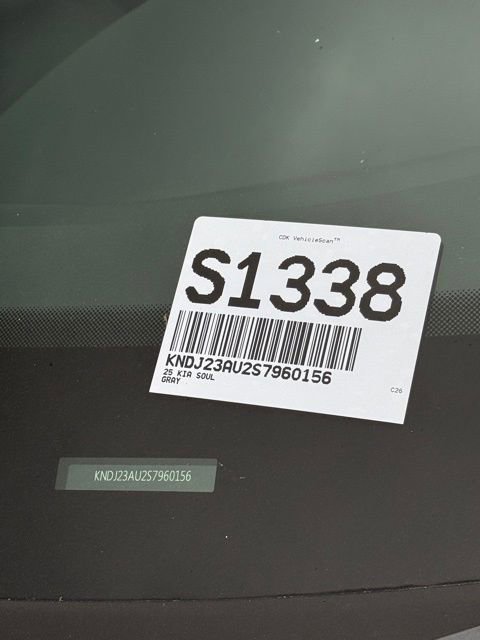 CDK VehicleScan™
S1338
KNDJ23AU2S7960156
25 KIA SOUL
GRAY
C26
KNDJ23AU2S7960156